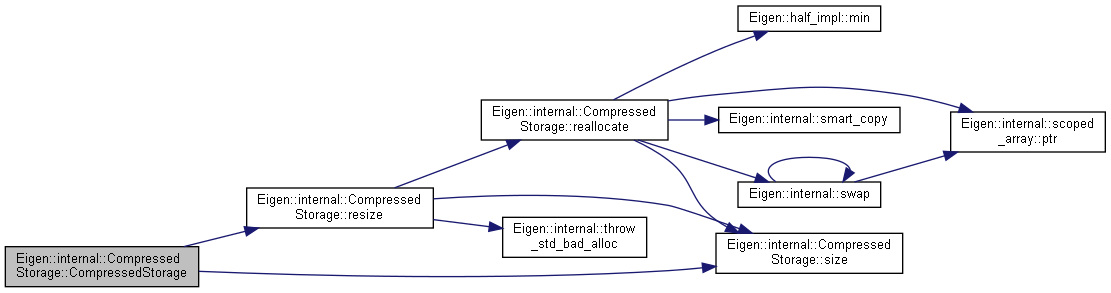 Eigen::half_impl::min
Eigen::internal::Compressed
Storage::reallocate
Eigen::internal::smart_copy
Eigen::internal::scoped
_array::ptr
Eigen::internal::swap
Eigen::internal::Compressed
Storage::resize
Eigen::internal::throw
_std_bad_alloc
Eigen::internal::Compressed
Storage::size
Eigen::internal::Compressed
Storage::CompressedStorage